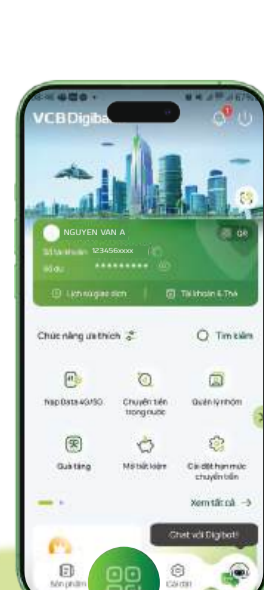 VCB Digiba
NGUYEN VAN A
Số tài khoản 123456xxxx
QR
Số dư *********
Lịch sử giao dịch
Tài khoản & Thẻ
Chức năng ưa thích
Tìm kiếm
Nạp Data 4G/5G
Chuyển tiền trong nước
Quản lý nhóm
Quà tặng
Mở tiết kiệm
Cài đặt hạn mức chuyển tiền
Xem tất cả
Chat với Digibot!
Sản phẩm
Cài đặt